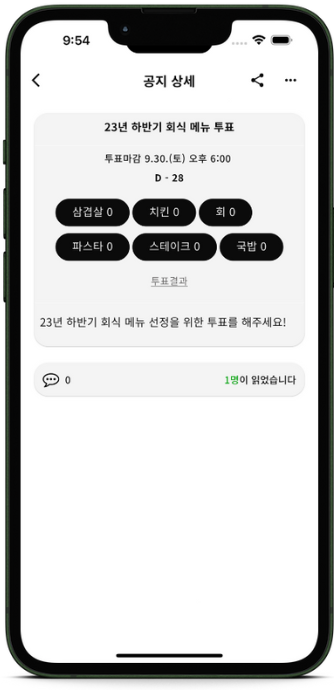 9:54
공지 상세
23년 하반기 회식 메뉴 투표
투표마감 9.30.(토) 오후 6:00
D - 28
삼겹살 0 치킨 0 회 0
파스타 0 스테이크 0 국밥 0
투표결과
23년 하반기 회식 메뉴 선정을 위한 투표를 해주세요!
0 1명이 읽었습니다